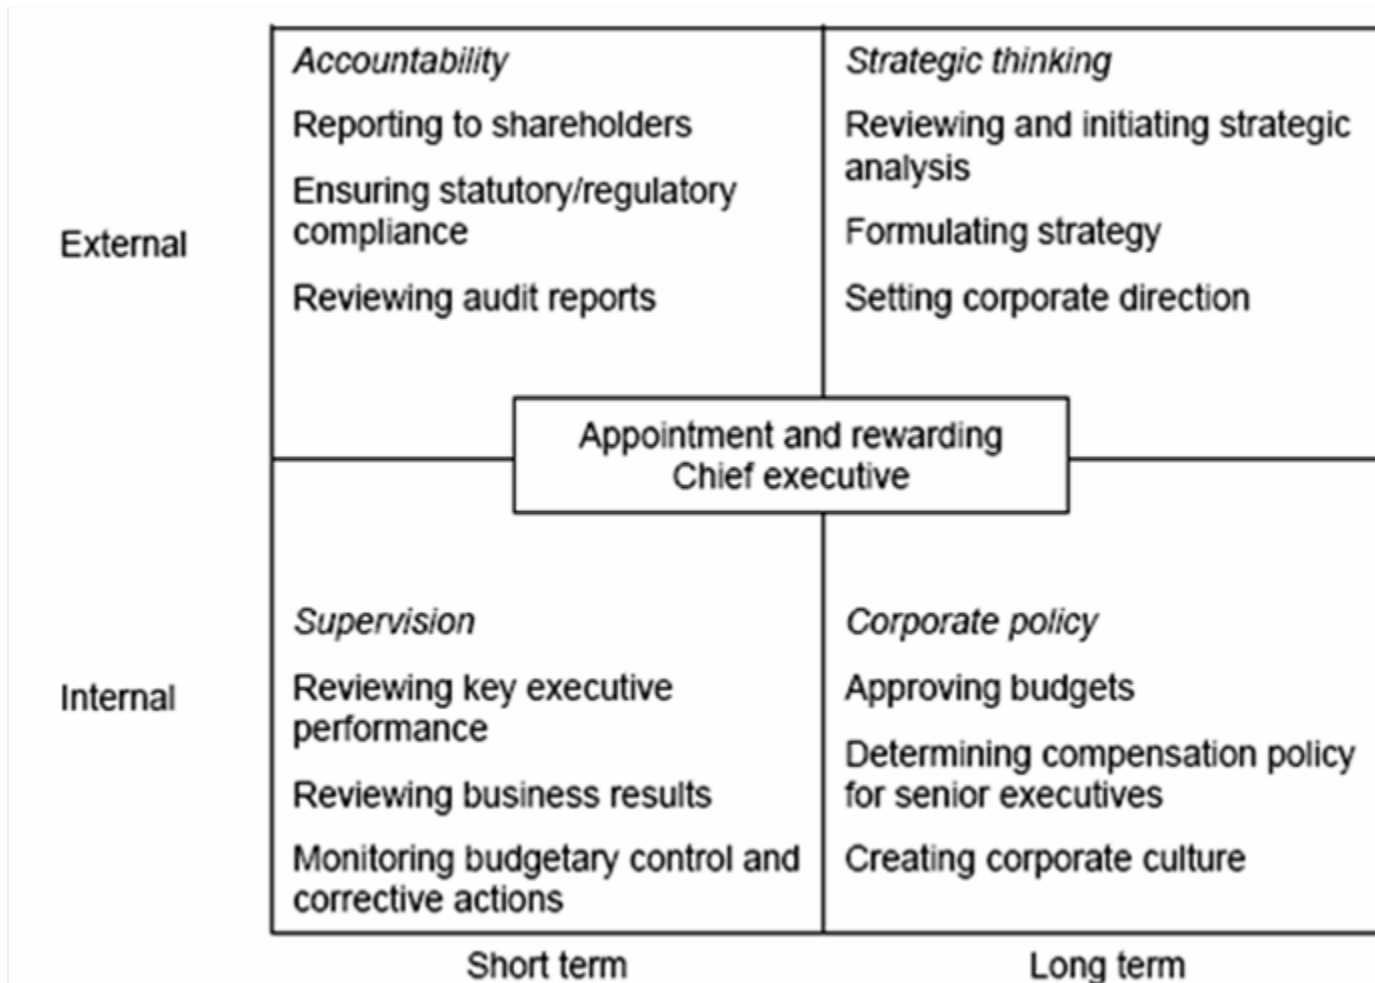 Accountability
Reporting to shareholders
Ensuring statutory/regulatory
compliance
Reviewing audit reports
Strategic thinking
Reviewing and initiating strategic
analysis
Formulating strategy
Setting corporate direction
External
Appointment and rewarding
Chief executive
Supervision
Reviewing key executive
performance
Reviewing business results
Monitoring budgetary control and
corrective actions
Corporate policy
Approving budgets
Determining compensation policy
for senior executives
Creating corporate culture
Internal
Short term
Long term